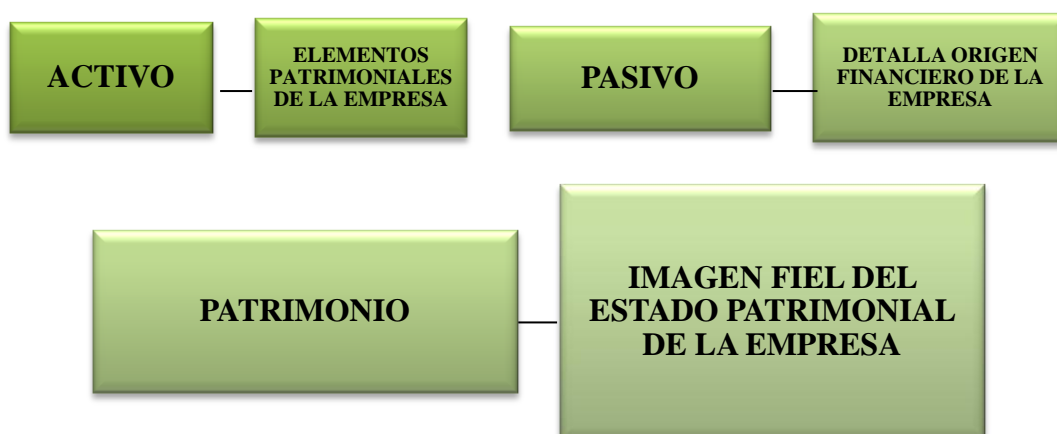 ACTIVO
ELEMENTOS
PATRIMONIALES
DE LA EMPRESA
PASIVO
DETALLA ORIGEN
FINANCIERO DE LA
EMPRESA
PATRIMONIO
IMAGEN FIEL DEL
ESTADO PATRIMONIAL
DE LA EMPRESA